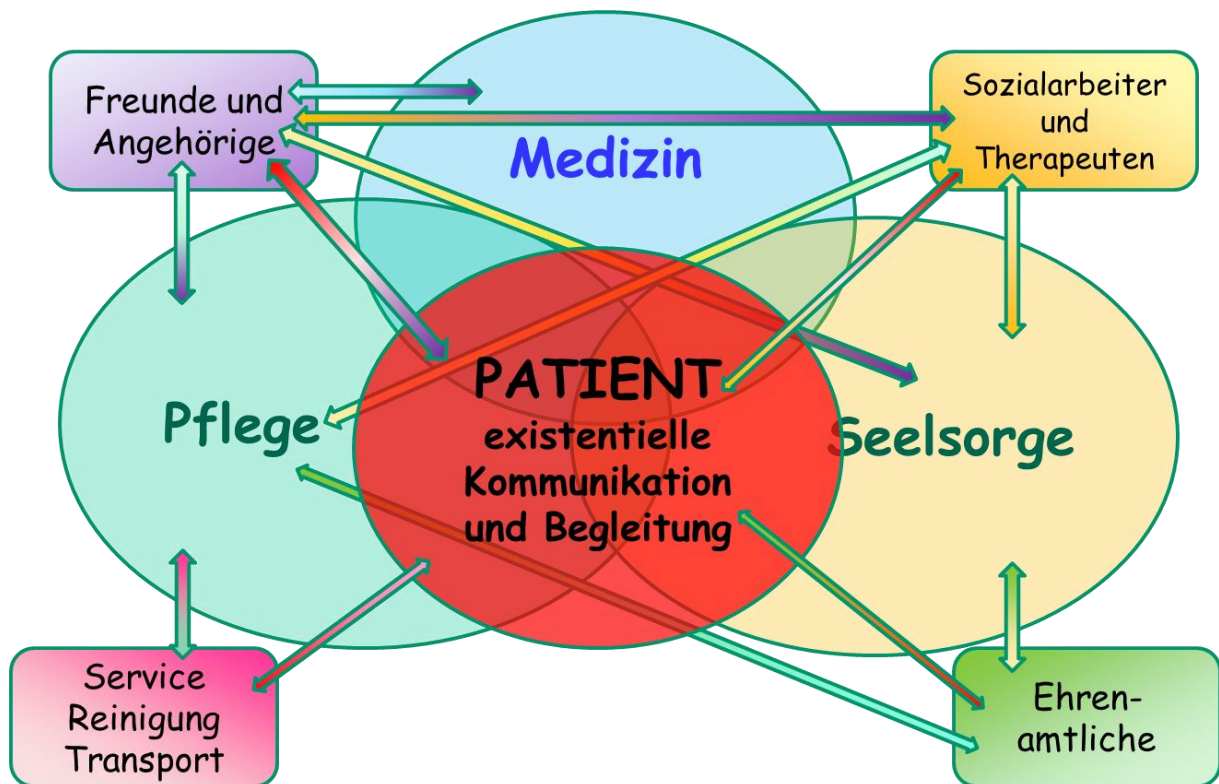 Freunde und
Angehörige
Sozialarbeiter
und
Therapeuten
Medizin
PATIENT
existentielle
Kommunikation
und Begleitung
Pflege
Seelsorge
Service
Reinigung
Transport
Ehren-
amtliche